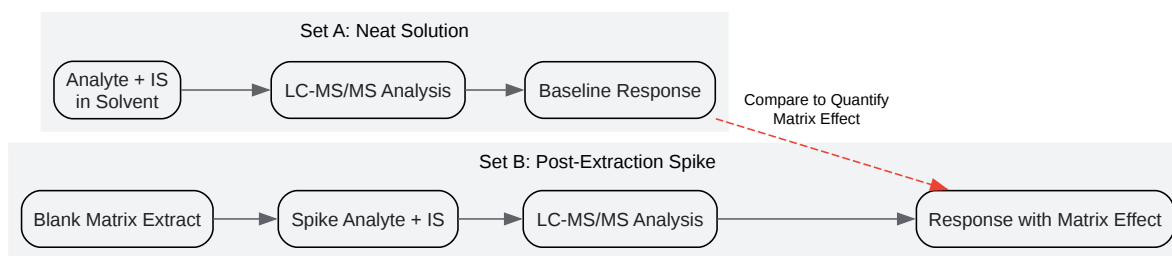 Set A: Neat Solution
Analyte + IS
in Solvent
LC-MS/MS Analysis
Baseline Response
Compare to Quantify
Matrix Effect
Set B: Post-Extraction Spike
Blank Matrix Extract
Spike Analyte + IS
LC-MS/MS Analysis
Response with Matrix Effect